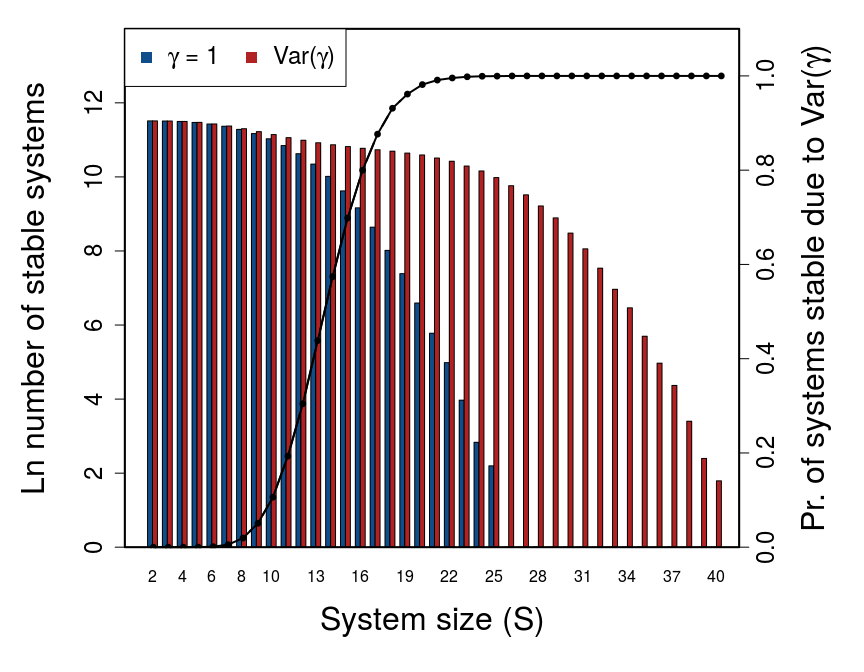 γ = 1 Var(γ)
Ln number of stable systems
12
10
8
6
4
2
0
1.0
0.8
0.6
0.4
0.2
0.0
Pr. of systems stable due to Var(γ)
2 4 6 8 10 13 16 19 22 25 28 31 34 37 40
System size (S)